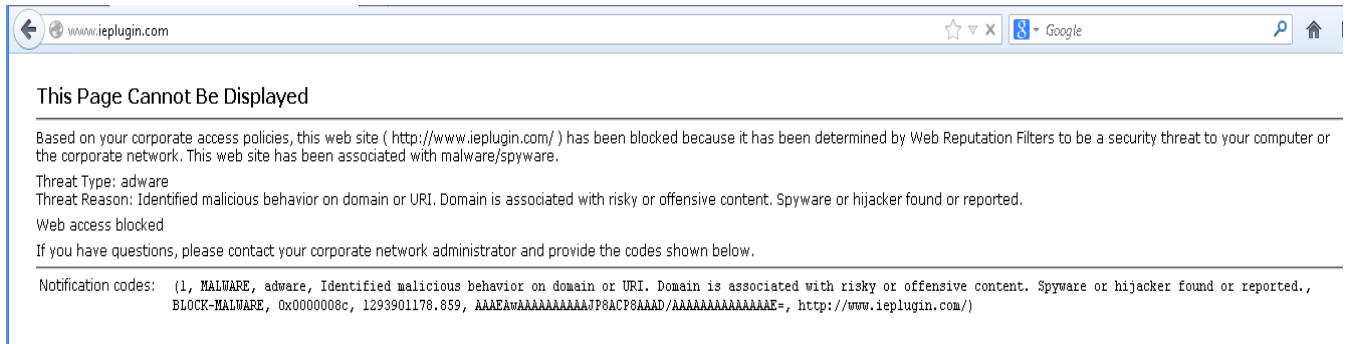 www.ieplugin.com
Google
This Page Cannot Be Displayed
Based on your corporate access policies, this web site ( http://www.ieplugin.com/ ) has been blocked because it has been determined by Web Reputation Filters to be a security threat to your computer or
the corporate network. This web site has been associated with malware/spyware.
Threat Type: adware
Threat Reason: Identified malicious behavior on domain or URI. Domain is associated with risky or offensive content. Spyware or hijacker found or reported.
Web access blocked
If you have questions, please contact your corporate network administrator and provide the codes shown below.
Notification codes: (1, MALWARE, adware, Identified malicious behavior on domain or URI. Domain is associated with risky or offensive content. Spyware or hijacker found or reported.,
BLOCK-MALWARE, 0x0000008c, 1293901178.859, AAAEAwAAAAAAAAAAJP8ACP8AAAD/AAAAAAAAAAAAAAE=, http://www.ieplugin.com/)